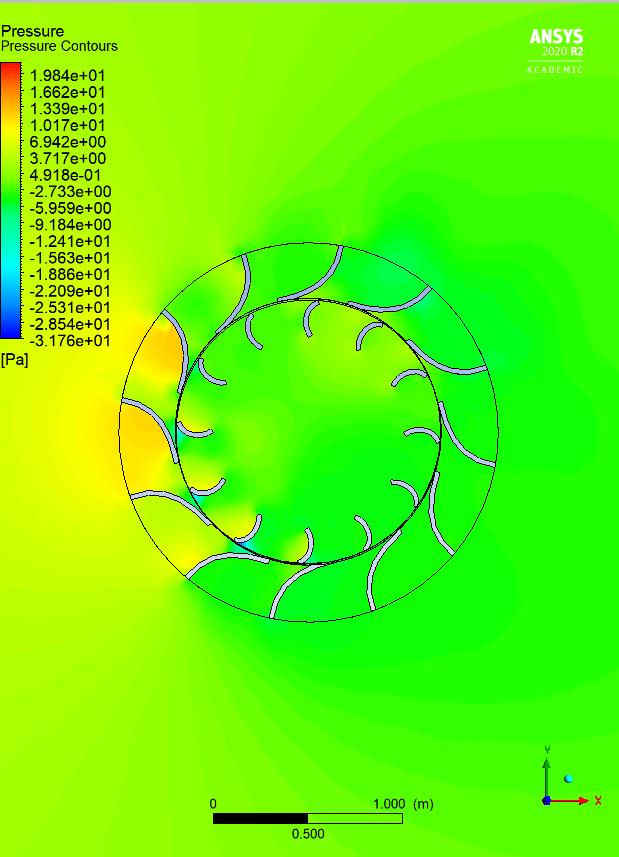 Pressure
Pressure Contours
ANSYS
2020 R2
ACADEMIC
1.984e+01
1.662e+01
1.339e+01
1.017e+01
6.942e+00
3.717e+00
4.918e-01
-2.733e+00
-5.959e+00
-9.184e+00
-1.241e+01
-1.563e+01
-1.886e+01
-2.209e+01
-2.531e+01
-2.854e+01
-3.176e+01
[Pa]
Y
X
0 1.000 (m)
0.500